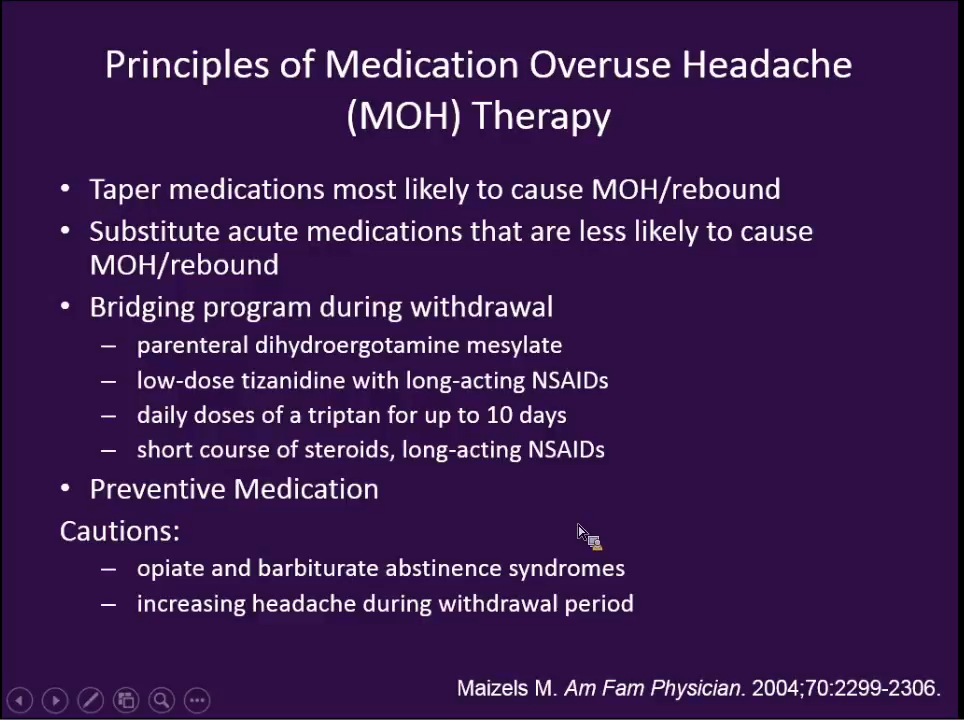 Principles of Medication Overuse Headache
(MOH) Therapy
• Taper medications most likely to cause MOH/rebound
• Substitute acute medications that are less likely to cause
MOH/rebound
• Bridging program during withdrawal
– parenteral dihydroergotamine mesylate
– low-dose tizanidine with long-acting NSAIDs
– daily doses of a triptan for up to 10 days
– short course of steroids, long-acting NSAIDs
• Preventive Medication
Cautions:
– opiate and barbiturate abstinence syndromes
– increasing headache during withdrawal period
Maizels M. Am Fam Physician. 2004;70:2299-2306.